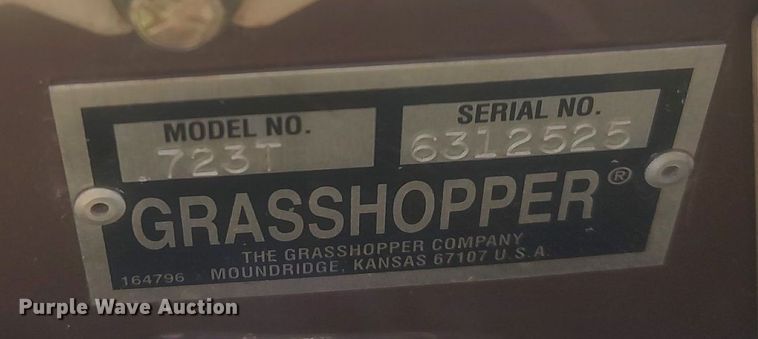 MODEL NO.
723T
SERIAL NO.
6312525
GRASSHOPPER®
THE GRASSHOPPER COMPANY
164796 MOUNDRIDGE, KANSAS 67107 U.S.A.
Purple Wave Auction